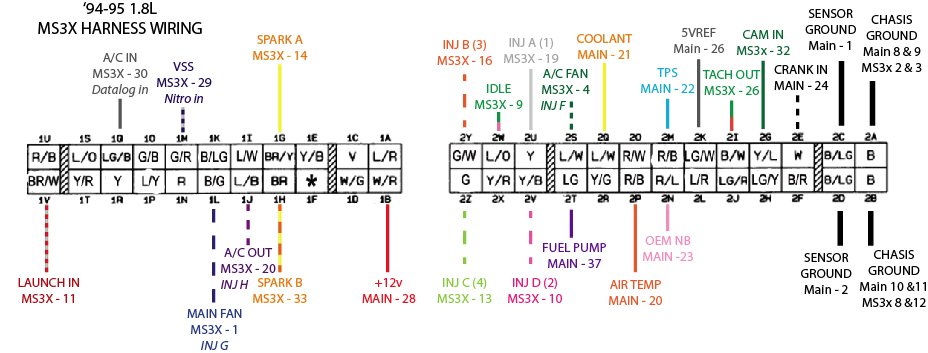 '94-95 1.8L
MS3X HARNESS WIRING
A/C IN
MS3X - 30
Datalog in
VSS
MS3X - 29
Nitro in
SPARK A
MS3X - 14
INJ B (3)
MS3X - 16
IDLE
MS3X - 9
INJ A (1)
MS3X - 19
A/C FAN
MS3X - 4
INJ F
COOLANT
MAIN - 21
TPS
MAIN - 22
5VREF
Main - 26
TACH OUT
MS3X - 26
CAM IN
MS3x - 32
CRANK IN
MAIN - 24
SENSOR
GROUND
Main - 1
CHASIS
GROUND
Main 8 & 9
MS3x 2 & 3
1U 1S 1Q 1O 1M 1K 1I 1G 1E 1C 1A
R/B L/O LG/B G/B G/R B/LG L/W BR/Y Y/B V L/R
BR/W Y/R Y L/Y R B/G L/B BR * W/G W/R
1V 1T 1R 1P 1N 1L 1J 1H 1F 1D 1B
2Y 2W 2U 2S 2Q 2O 2M 2K 2I 2G 2E 2C 2A
G/W L/O Y L/W L/W R/W R/B LG/W B/W Y/L W B/LG B
G Y/R Y/B LG Y/G R/B R/L L/R LG/R LG/Y B/R B/LG B
2Z 2X 2V 2T 2R 2P 2N 2L 2J 2H 2F 2D 2B
LAUNCH IN
MS3X - 11
MAIN FAN
MS3X - 1
INJ G
A/C OUT
MS3X - 20
INJ H
SPARK B
MS3X - 33
+12v
MAIN - 28
INJ C (4)
MS3X - 13
INJ D (2)
MS3X - 10
FUEL PUMP
MAIN - 37
AIR TEMP
MAIN - 20
OEM NB
MAIN -23
SENSOR
GROUND
Main - 2
CHASIS
GROUND
Main 10 &11
MS3x 8 &12